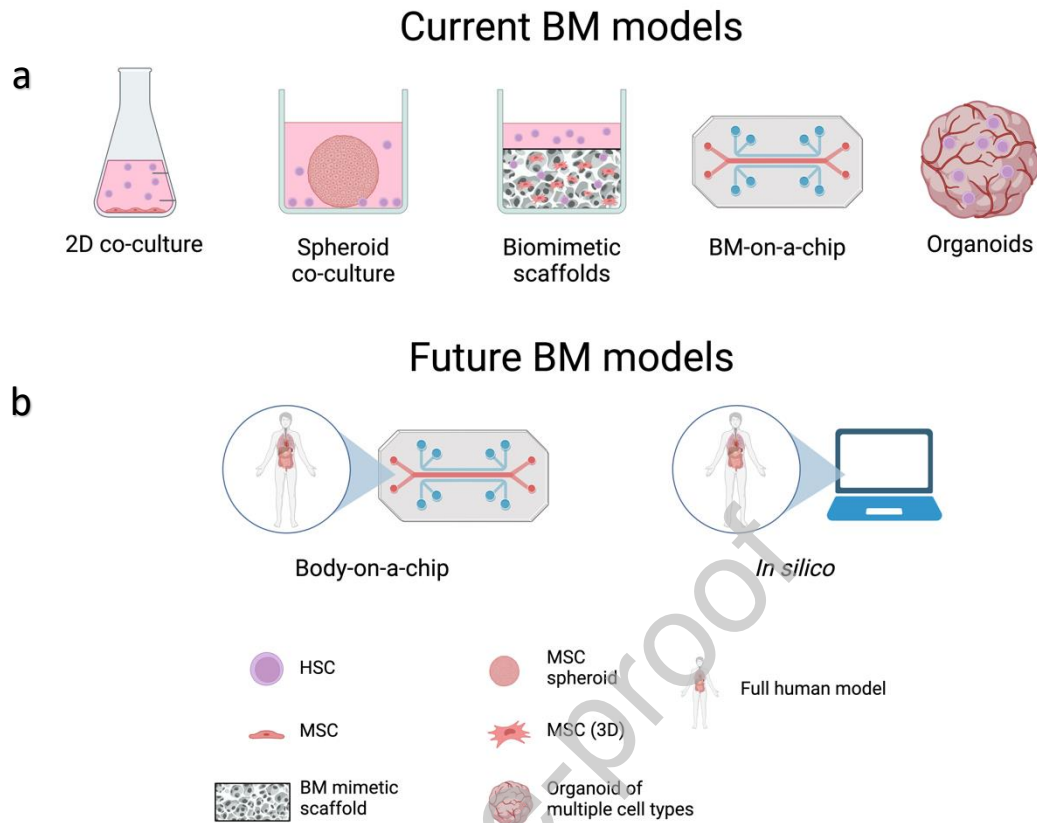 Current BM models
a
2D co-culture
Spheroid
co-culture
Biomimetic
scaffolds
BM-on-a-chip
Organoids
Future BM models
b
Body-on-a-chip
In silico
HSC
MSC
spheroid
Full human model
MSC
MSC (3D)
BM mimetic
scaffold
Organoid of
multiple cell types
-proof